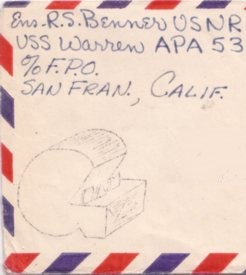 Ens. R.S. Benner USNR
USS Warren APA 53
% F.P.O.
San Fran., Calif.